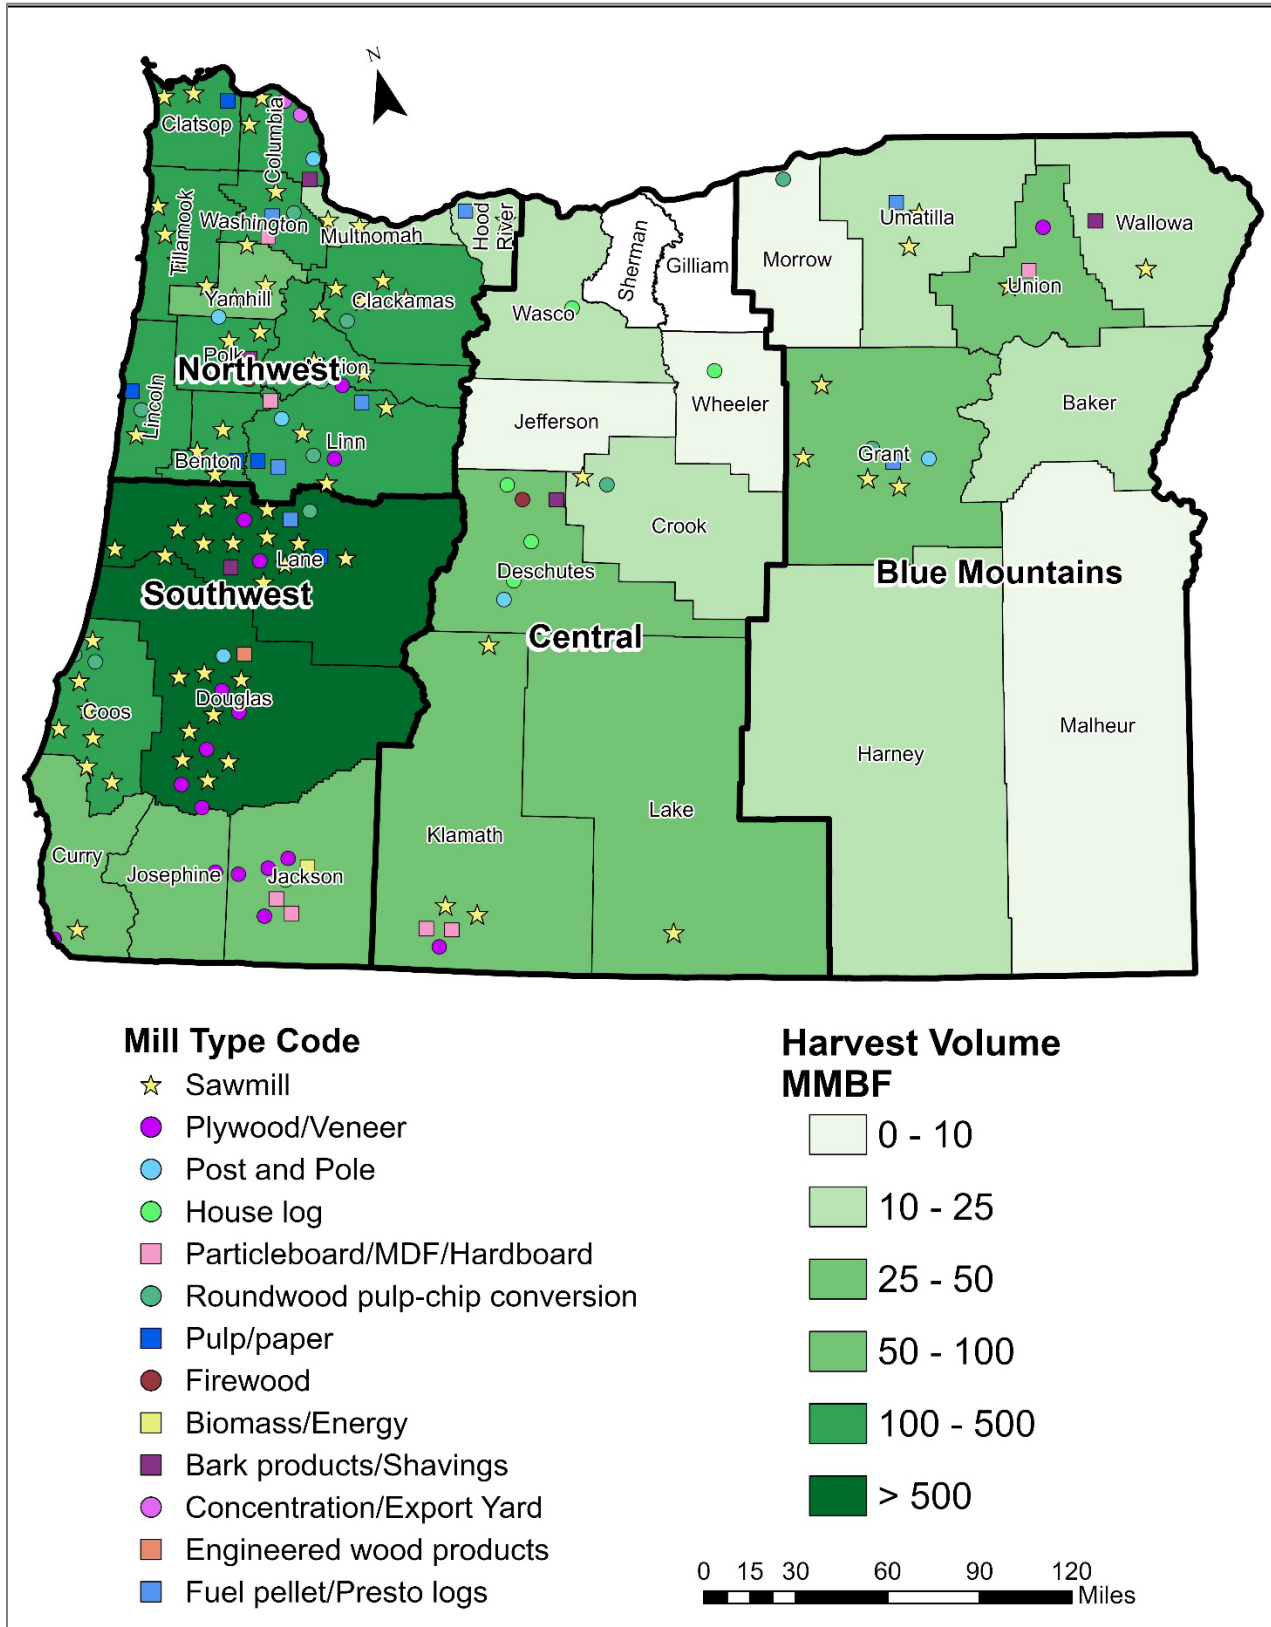 N
Clatsop
Columbia
Tillamook
Washington
Multnomah
Hood
River
Yamhill
Clackamas
Polk
Northwest
Lincoln
Linn
Benton
Sherman
Gilliam
Wasco
Morrow
Umatilla
Wallowa
Union
Wheeler
Jefferson
Baker
Grant
Crook
Deschutes
Lane
Southwest
Central
Blue Mountains
Douglas
Coos
Malheur
Harney
Lake
Klamath
Curry
Josephine
Jackson
Mill Type Code
Sawmill
Plywood/Veneer
Post and Pole
House log
Particleboard/MDF/Hardboard
Roundwood pulp-chip conversion
Pulp/paper
Firewood
Biomass/Energy
Bark products/Shavings
Concentration/Export Yard
Engineered wood products
Fuel pellet/Presto logs
Harvest Volume
MMBF
0 - 10
10 - 25
25 - 50
50 - 100
100 - 500
> 500
0 15 30 60 90 120
Miles